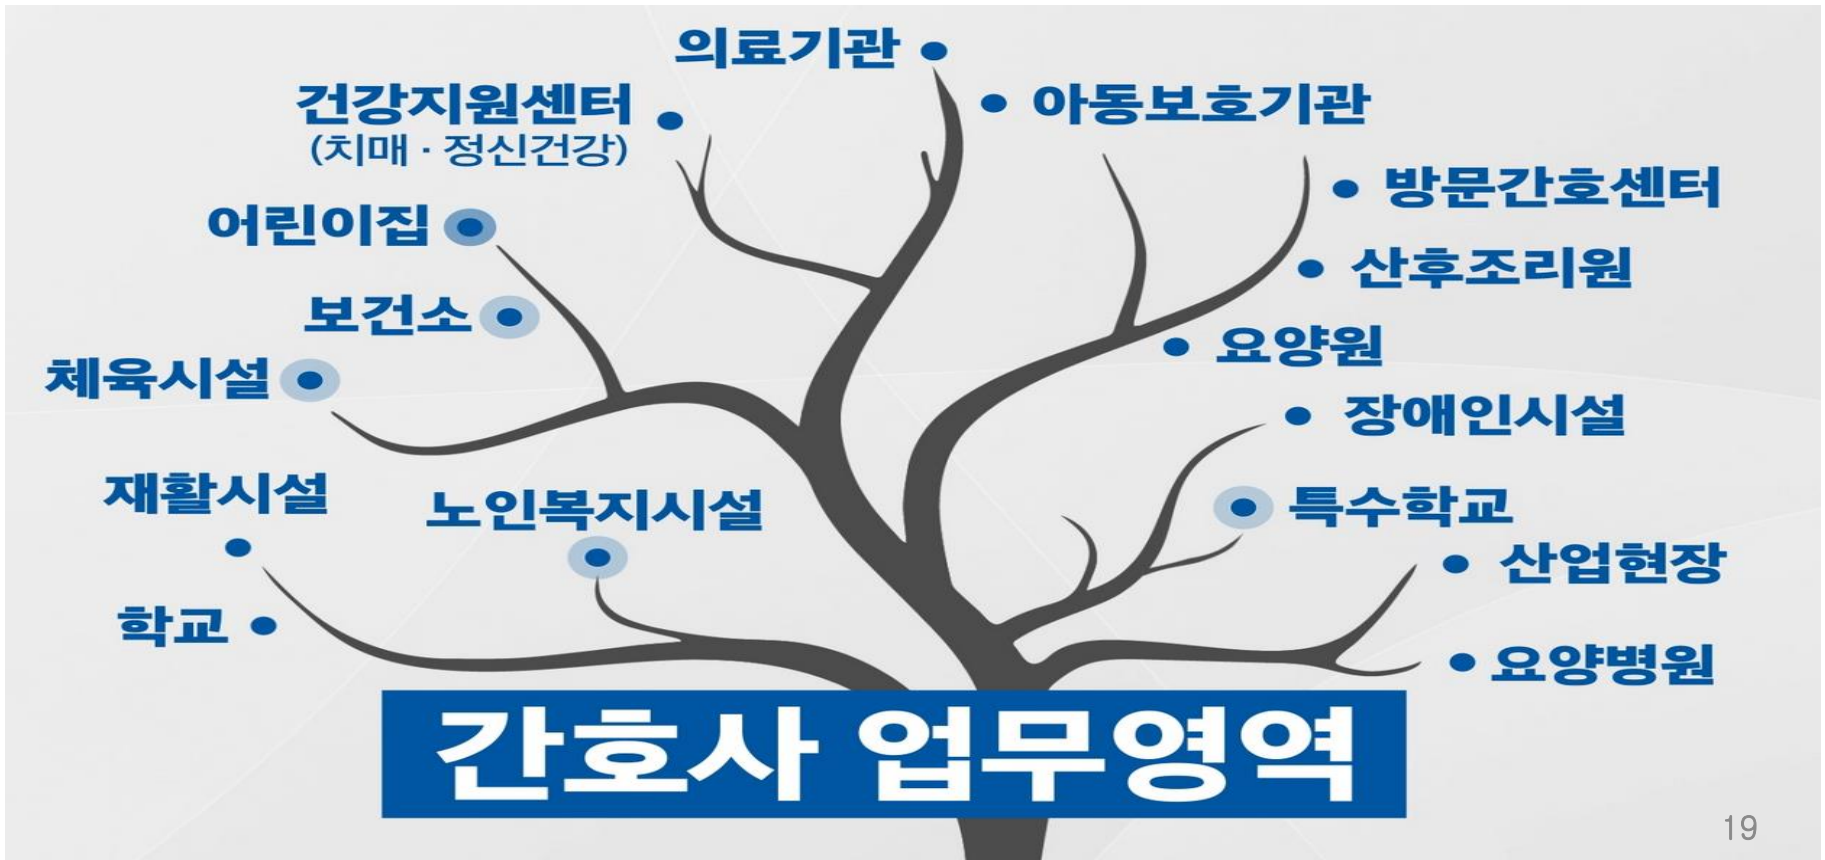 의료기관
건강지원센터
(치매 · 정신건강)
아동보호기관
어린이집
방문간호센터
보건소
산후조리원
체육시설
요양원
장애인시설
재활시설
노인복지시설
특수학교
산업현장
학교
요양병원
간호사 업무영역
19